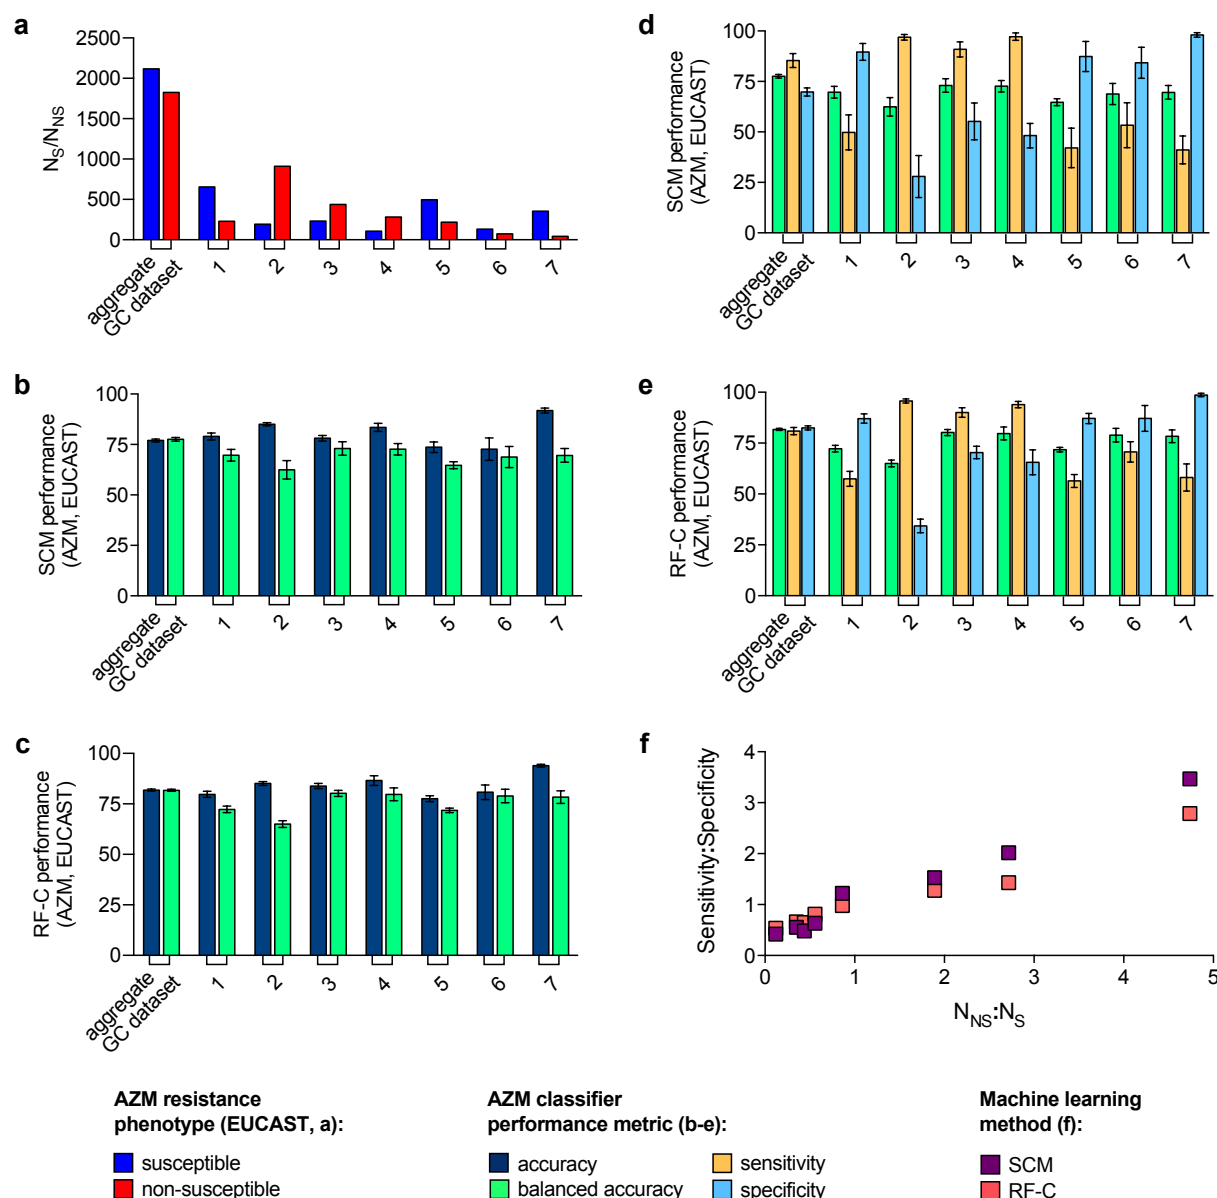 a
2500
2000
1500
1000
500
0
N_S/N_NS
aggregate
GC dataset
1
2
3
4
5
6
7
b
100
75
50
25
0
SCM performance
(AZM, EUCAST)
aggregate
GC dataset
1
2
3
4
5
6
7
c
100
75
50
25
0
RF-C performance
(AZM, EUCAST)
aggregate
GC dataset
1
2
3
4
5
6
7
d
100
75
50
25
0
SCM performance
(AZM, EUCAST)
aggregate
GC dataset
1
2
3
4
5
6
7
e
100
75
50
25
0
RF-C performance
(AZM, EUCAST)
aggregate
GC dataset
1
2
3
4
5
6
7
f
4
3
2
1
0
Sensitivity:Specificity
0
1
2
3
4
5
N_NS:N_S
AZM resistance
phenotype (EUCAST, a):
susceptible
non-susceptible
AZM classifier
performance metric (b-e):
accuracy
balanced accuracy
sensitivity
specificity
Machine learning
method (f):
SCM
RF-C